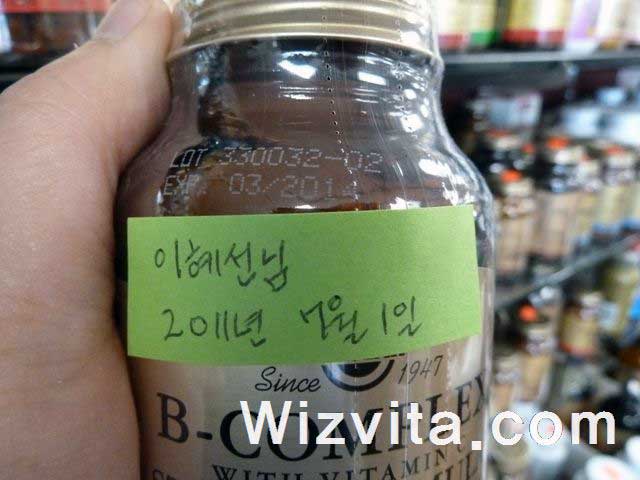 LOT 330032-02
EXP. 03/2014
이혜선님
2011년 7월 1일
Since 1947
B-COMPLEX
WITH VITAMIN C
Wizvita.com